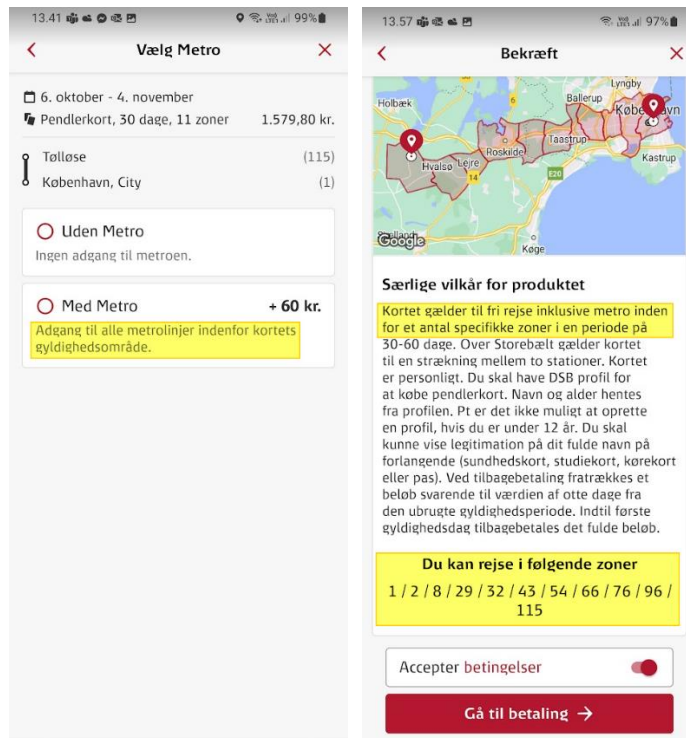 13.41
99%
Vælg Metro
6. oktober - 4. november
Pendlerkort, 30 dage, 11 zoner 1.579,80 kr.
Tølløse (115)
København, City (1)
Uden Metro
Ingen adgang til metroen.
Med Metro + 60 kr.
Adgang til alle metrolinjer indenfor kortets
gyldighedsområde.
13.57
97%
Bekræft
Lyngby
Holbæk
6
Ballerup
Køb
vn
Taastrup
Roskilde
Hvalsø
Lejre
Kastrup
14
E20
Google
Køge
Særlige vilkår for produktet
Kortet gælder til fri rejse inklusive metro inden
for et antal specifikke zoner i en periode på
30-60 dage. Over Storebælt gælder kortet
til en strækning mellem to stationer. Kortet
er personligt. Du skal have DSB profil for
at købe pendlerkort. Navn og alder hentes
fra profilen. Pt er det ikke muligt at oprette
en profil, hvis du er under 12 år. Du skal
kunne vise legitimation på dit fulde navn på
forlangende (sundhedskort, studiekort, kørekort
eller pas). Ved tilbagebetaling fratrækkes et
beløb svarende til værdien af otte dage fra
den ubrugte gyldighedsperiode. Indtil første
gyldighedsdag tilbagebetales det fulde beløb.
Du kan rejse i følgende zoner
1 / 2 / 8 / 29 / 32 / 43 / 54 / 66 / 76 / 96 /
115
Accepter betingelser
Gå til betaling →